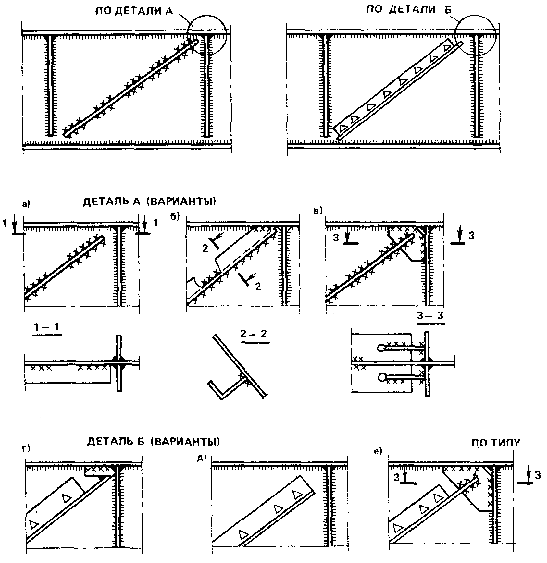 ПО ДЕТАЛИ А
ПО ДЕТАЛИ Б
а) ДЕТАЛЬ А (ВАРИАНТЫ) б) в)
1 1
2
2
3 3
1 – 1
2 – 2
3 – 3
г) ДЕТАЛЬ Б (ВАРИАНТЫ) д) е) ПО ТИПУ
3 3